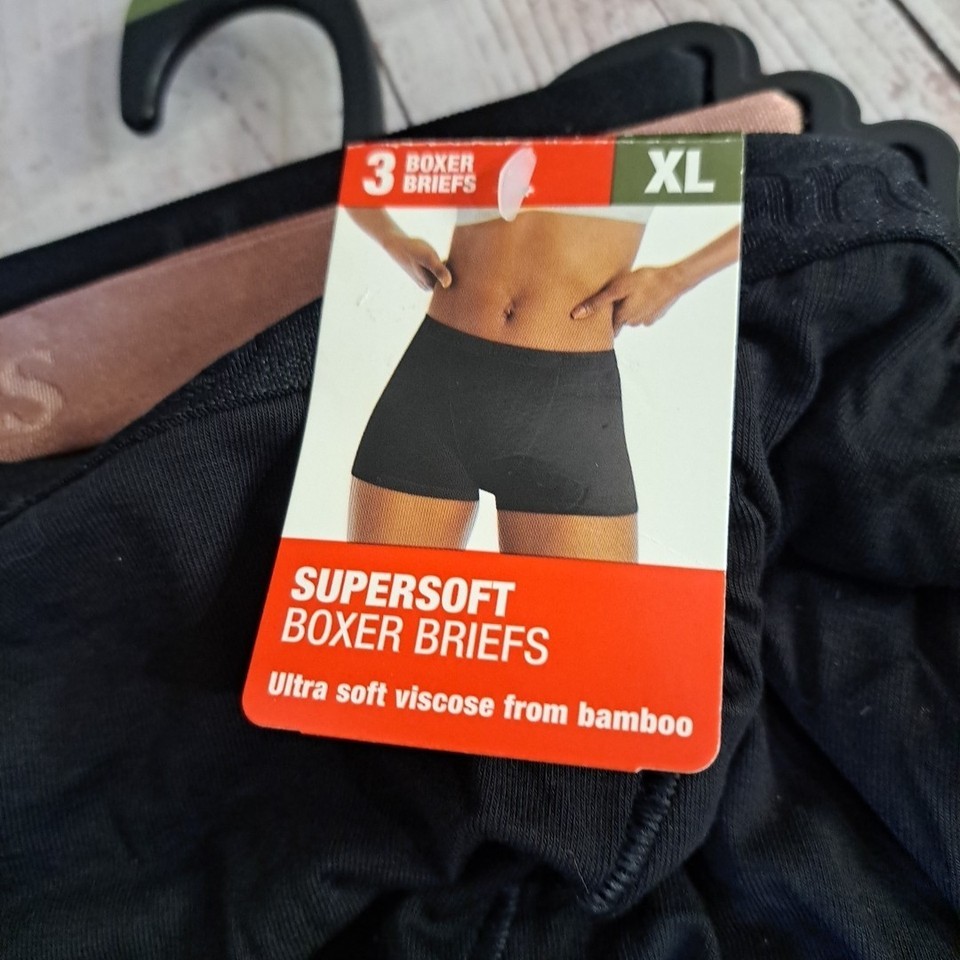 3 BOXER
BRIEFS
XL
SUPERSOFT
BOXER BRIEFS
Ultra soft viscose from bamboo
S